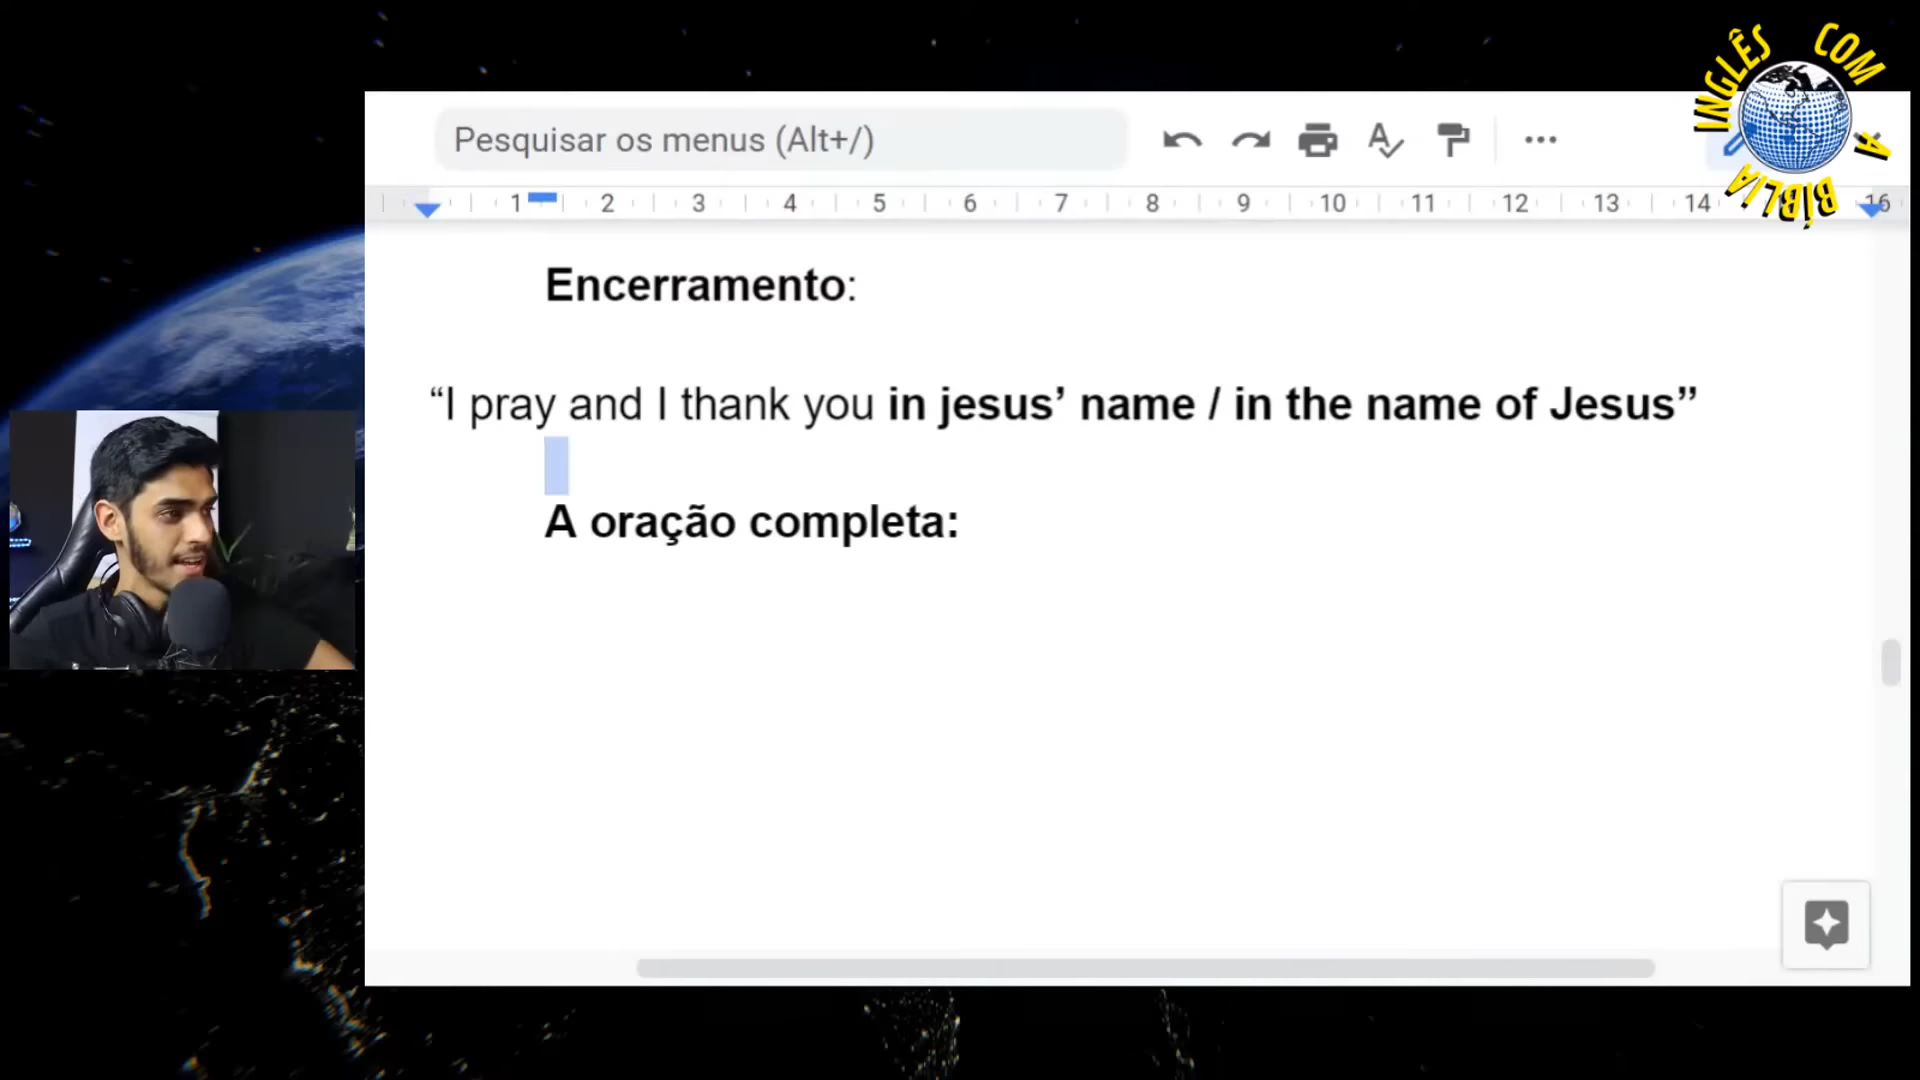 INGLÊS COM A BÍBLIA
Pesquisar os menus (Alt+/)
1 2 3 4 5 6 7 8 9 10 11 12 13 14 16
Encerramento:
“I pray and I thank you in jesus’ name / in the name of Jesus”
A oração completa: